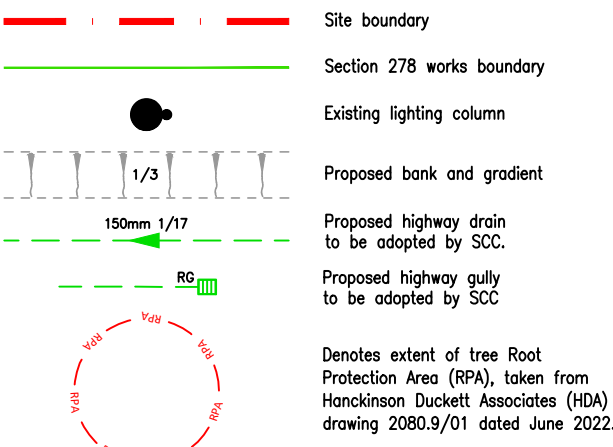 Site boundary
Section 278 works boundary
Existing lighting column
1/3
Proposed bank and gradient
150mm 1/17
Proposed highway drain
to be adopted by SCC.
RG
Proposed highway gully
to be adopted by SCC
RPA
RPA
RPA
RPA
RPA
Denotes extent of tree Root
Protection Area (RPA), taken from
Hanckinson Duckett Associates (HDA)
drawing 2080.9/01 dated June 2022.